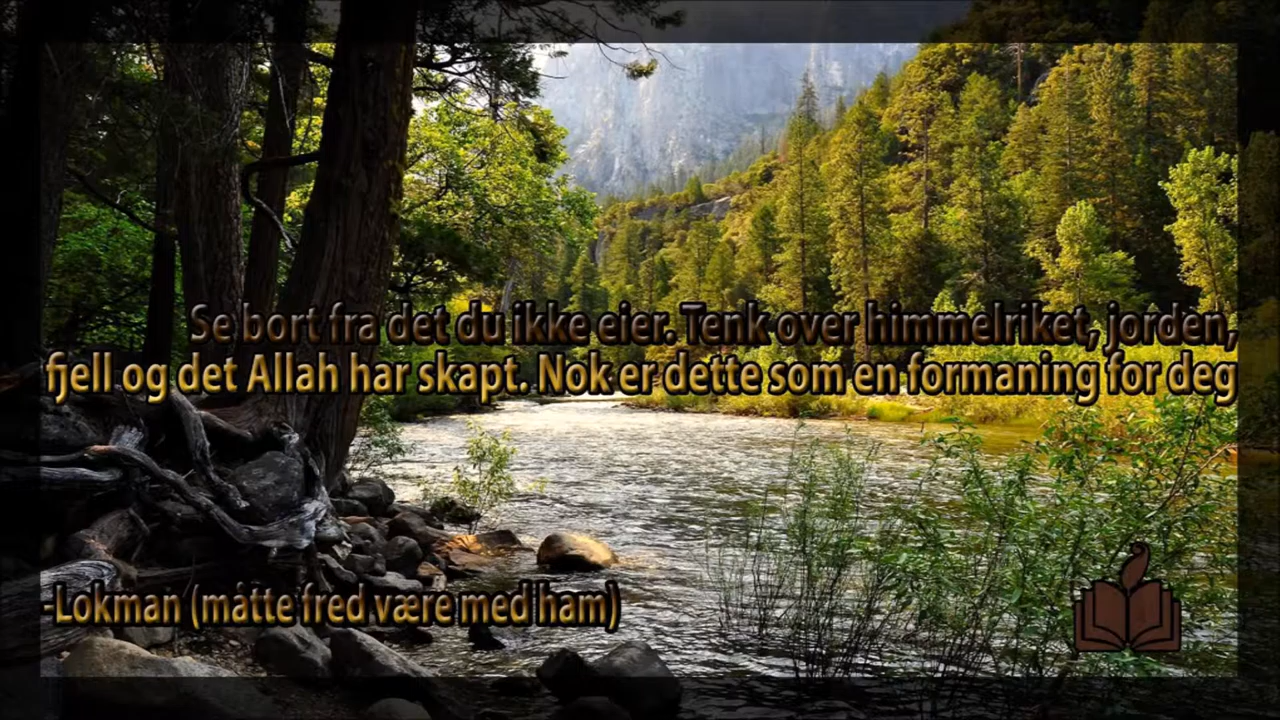 Se bort fra det du ikke eier. Tenk over himmelriket, jorden,
fjell og det Allah har skapt. Nok er dette som en formaning for deg
-Lokman (måtte fred være med ham)